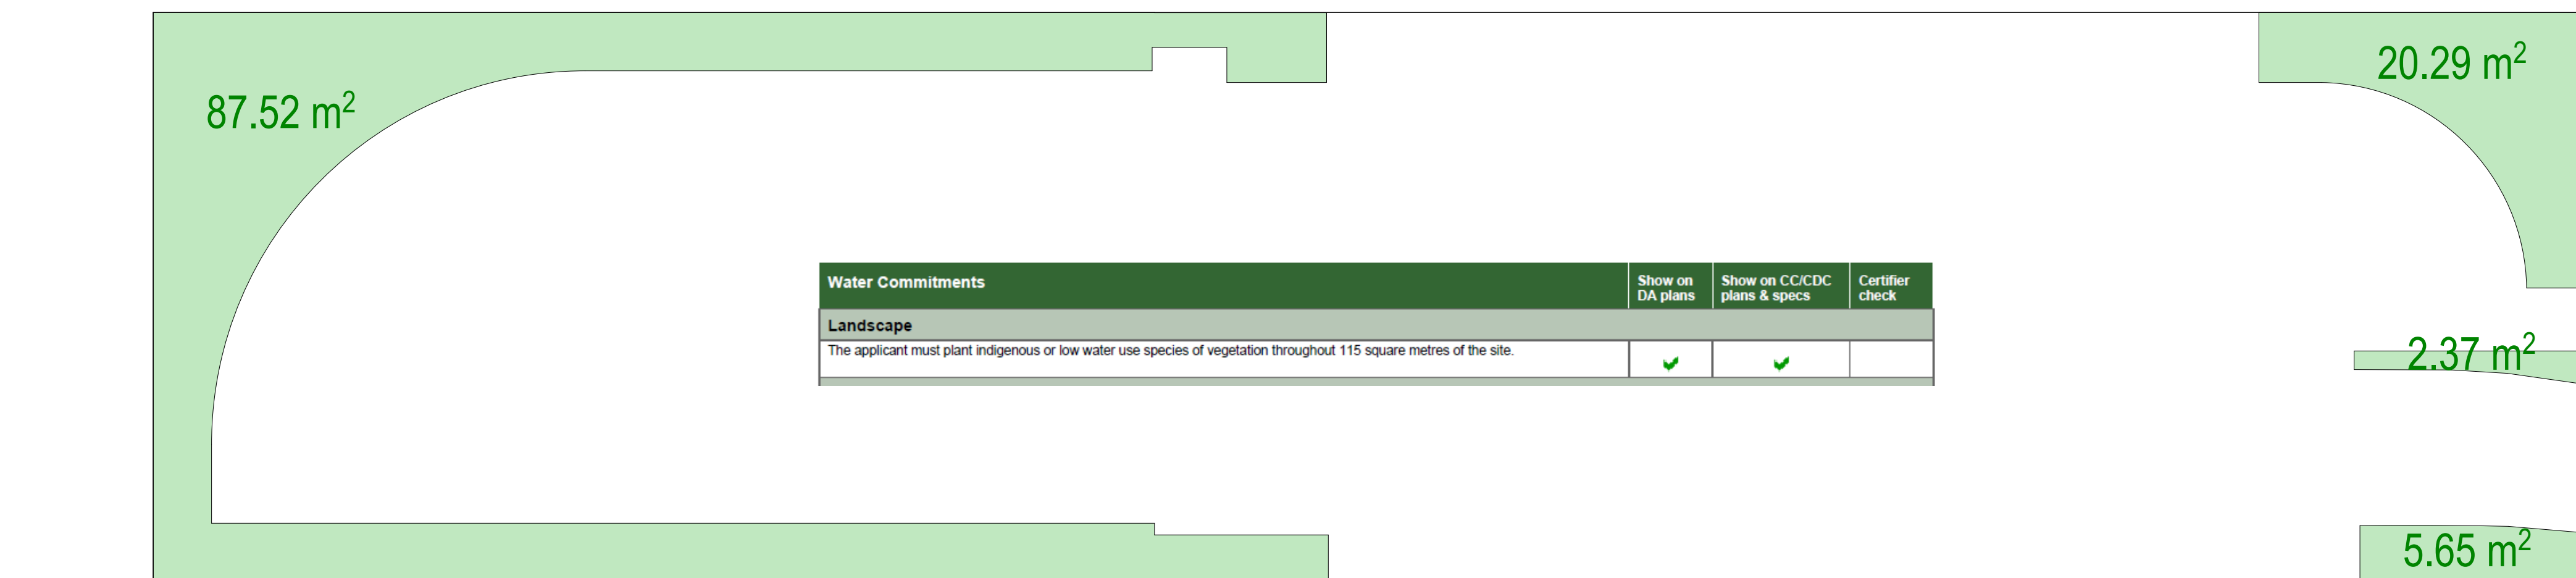 20.29 m²
87.52 m²
Water Commitments
Show on
DA plans
Show on CC/CDC
plans & specs
Certifier
check
Landscape
The applicant must plant indigenous or low water use species of vegetation throughout 115 square metres of the site.
2.37 m²
5.65 m²